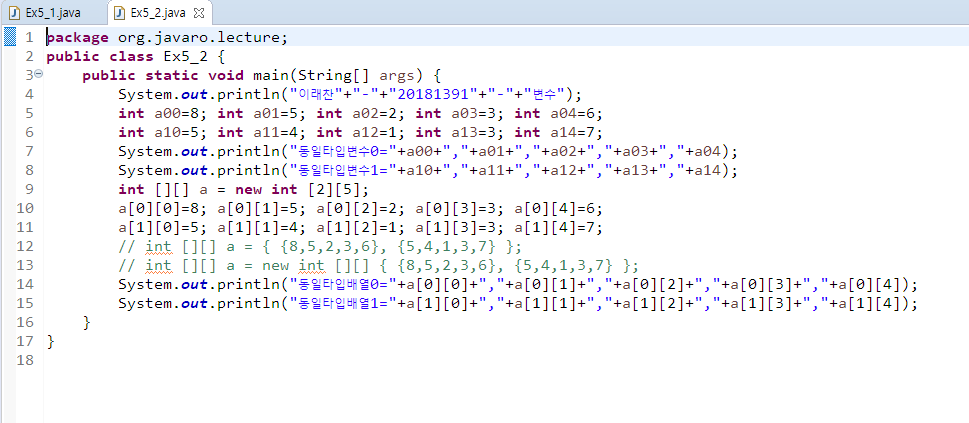 Ex5_1.java Ex5_2.java
1 package org.javaro.lecture;
2 public class Ex5_2 {
3 public static void main(String[] args) {
4 System.out.println("이래찬"+"-"+"20181391"+"-"+"변수");
5 int a00=8; int a01=5; int a02=2; int a03=3; int a04=6;
6 int a10=5; int a11=4; int a12=1; int a13=3; int a14=7;
7 System.out.println("동일타입변수0="+a00+","+a01+","+a02+","+a03+","+a04);
8 System.out.println("동일타입변수1="+a10+","+a11+","+a12+","+a13+","+a14);
9 int [][] a = new int [2][5];
10 a[0][0]=8; a[0][1]=5; a[0][2]=2; a[0][3]=3; a[0][4]=6;
11 a[1][0]=5; a[1][1]=4; a[1][2]=1; a[1][3]=3; a[1][4]=7;
12 // int [][] a = { {8,5,2,3,6}, {5,4,1,3,7} };
13 // int [][] a = new int [][] { {8,5,2,3,6}, {5,4,1,3,7} };
14 System.out.println("동일타입배열0="+a[0][0]+","+a[0][1]+","+a[0][2]+","+a[0][3]+","+a[0][4]);
15 System.out.println("동일타입배열1="+a[1][0]+","+a[1][1]+","+a[1][2]+","+a[1][3]+","+a[1][4]);
16 }
17 }
18